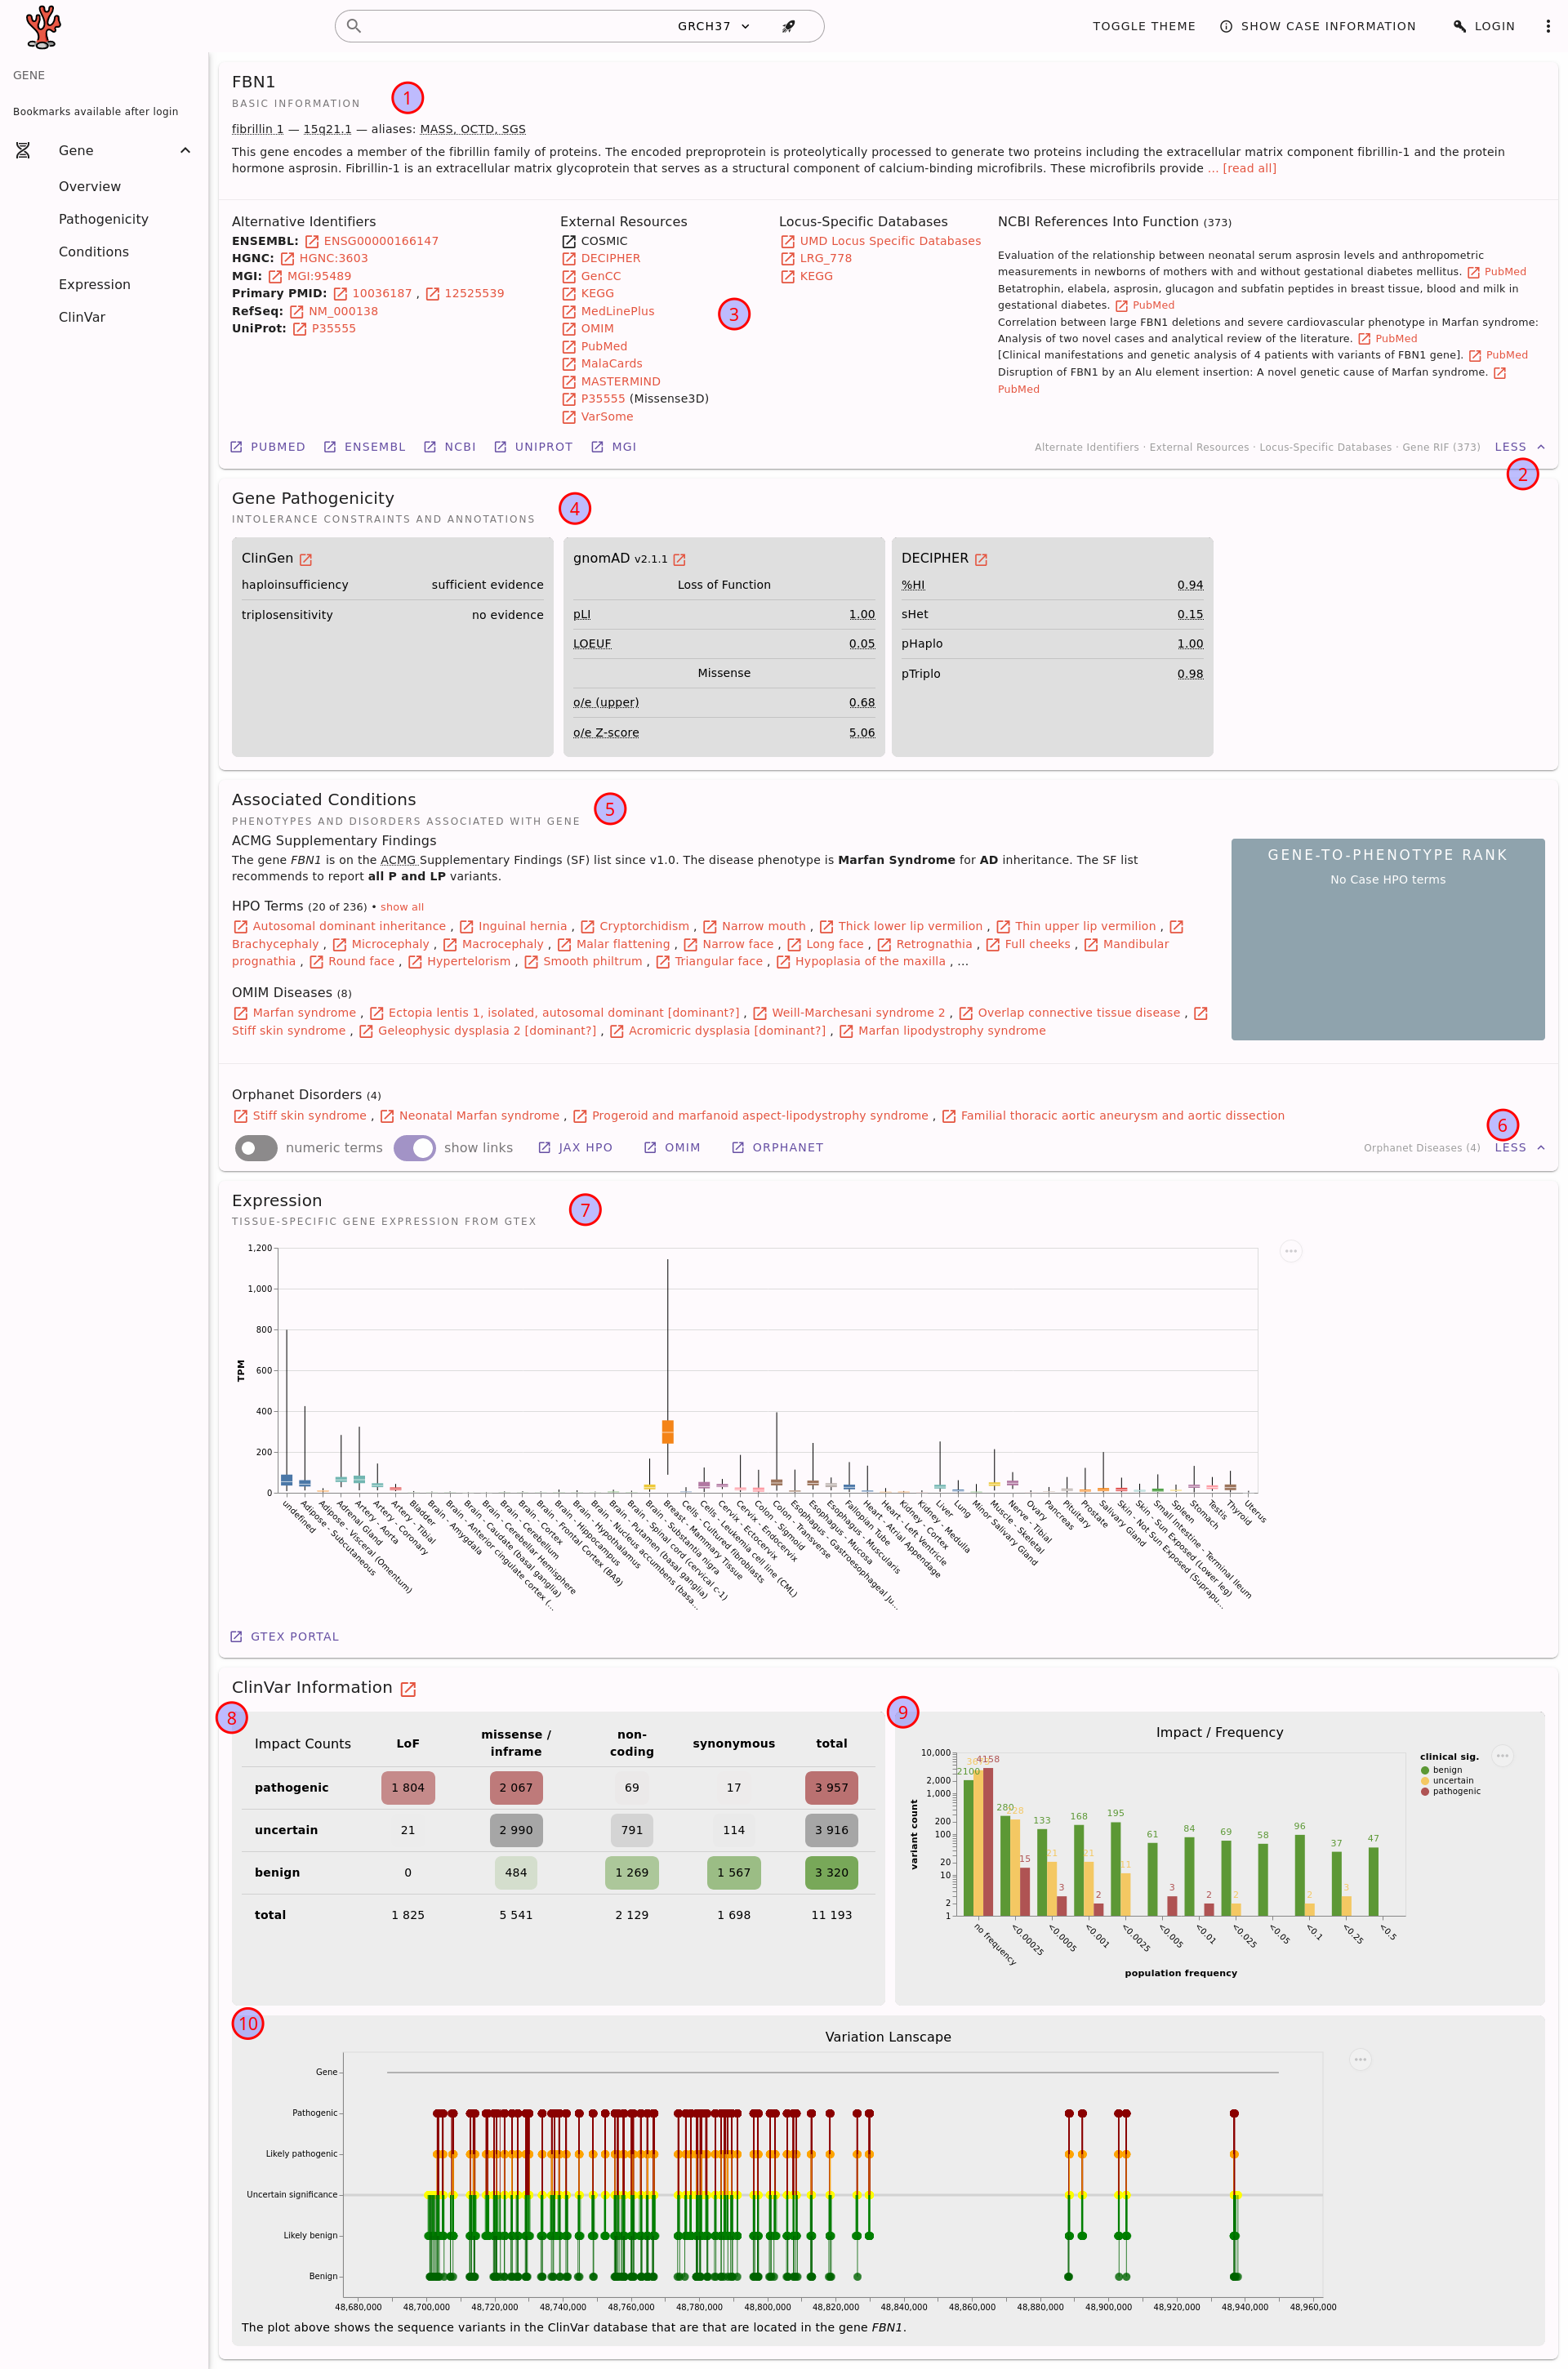 GRCH37
TOGGLE THEME
SHOW CASE INFORMATION
LOGIN
GENE
Bookmarks available after login
Gene
Overview
Pathogenicity
Conditions
Expression
ClinVar
FBN1
BASIC INFORMATION
1
fibrillin 1 — 15q21.1 — aliases: MASS, OCTD, SGS
This gene encodes a member of the fibrillin family of proteins. The encoded preproprotein is proteolytically processed to generate two proteins including the extracellular matrix component fibrillin-1 and the protein
hormone asprosin. Fibrillin-1 is an extracellular matrix glycoprotein that serves as a structural component of calcium-binding microfibrils. These microfibrils provide ... [read all]
Alternative Identifiers
ENSEMBL: ENSG00000166147
HGNC: HGNC:3603
MGI: MGI:95489
Primary PMID: 10036187 , 12525539
RefSeq: NM_000138
UniProt: P35555
External Resources
COSMIC
DECIPHER
GenCC
KEGG
MedLinePlus
OMIM
PubMed
MalaCards
MASTERMIND
P35555 (Missense3D)
VarSome
3
Locus-Specific Databases
UMD Locus Specific Databases
LRG_778
KEGG
NCBI References Into Function (373)
Evaluation of the relationship between neonatal serum asprosin levels and anthropometric
measurements in newborns of mothers with and without gestational diabetes mellitus. PubMed
Betatrophin, elabela, asprosin, glucagon and subfatin peptides in breast tissue, blood and milk in
gestational diabetes. PubMed
Correlation between large FBN1 deletions and severe cardiovascular phenotype in Marfan syndrome:
Analysis of two novel cases and analytical review of the literature. PubMed
[Clinical manifestations and genetic analysis of 4 patients with variants of FBN1 gene]. PubMed
Disruption of FBN1 by an Alu element insertion: A novel genetic cause of Marfan syndrome.
PubMed
PUBMED ENSEMBL NCBI UNIPROT MGI
Alternate Identifiers · External Resources · Locus-Specific Databases · Gene RIF (373) LESS
2
Gene Pathogenicity
INTOLERANCE CONSTRAINTS AND ANNOTATIONS
4
ClinGen
haploinsufficiency sufficient evidence
triplosensitivity no evidence
gnomAD v2.1.1
Loss of Function
pLI 1.00
LOEUF 0.05
Missense
o/e (upper) 0.68
o/e Z-score 5.06
DECIPHER
%HI 0.94
sHet 0.15
pHaplo 1.00
pTriplo 0.98
Associated Conditions
PHENOTYPES AND DISORDERS ASSOCIATED WITH GENE
5
ACMG Supplementary Findings
The gene FBN1 is on the ACMG Supplementary Findings (SF) list since v1.0. The disease phenotype is Marfan Syndrome for AD inheritance. The SF list
recommends to report all P and LP variants.
HPO Terms (20 of 236) • show all
Autosomal dominant inheritance , Inguinal hernia , Cryptorchidism , Narrow mouth , Thick lower lip vermilion , Thin upper lip vermilion ,
Brachycephaly , Microcephaly , Macrocephaly , Malar flattening , Narrow face , Long face , Retrognathia , Full cheeks , Mandibular
prognathia , Round face , Hypertelorism , Smooth philtrum , Triangular face , Hypoplasia of the maxilla , ...
OMIM Diseases (8)
Marfan syndrome , Ectopia lentis 1, isolated, autosomal dominant [dominant?] , Weill-Marchesani syndrome 2 , Overlap connective tissue disease ,
Stiff skin syndrome , Geleophysic dysplasia 2 [dominant?] , Acromicric dysplasia [dominant?] , Marfan lipodystrophy syndrome
GENE-TO-PHENOTYPE RANK
No Case HPO terms
Orphanet Disorders (4)
Stiff skin syndrome , Neonatal Marfan syndrome , Progeroid and marfanoid aspect-lipodystrophy syndrome , Familial thoracic aortic aneurysm and aortic dissection
numeric terms show links JAX HPO OMIM ORPHANET
Orphanet Diseases (4) LESS
6
Expression
TISSUE-SPECIFIC GENE EXPRESSION FROM GTEX
7
1,200
1,000
800
600
400
200
0
TPM
undefined
Adipose - Subcutaneous
Adipose - Visceral (Omentum)
Adrenal Gland
Artery - Aorta
Artery - Coronary
Artery - Tibial
Bladder
Brain - Amygdala
Brain - Anterior cingulate cortex (...
Brain - Caudate (basal ganglia)
Brain - Cerebellar Hemisphere
Brain - Cerebellum
Brain - Cortex
Brain - Frontal Cortex (BA9)
Brain - Hippocampus
Brain - Hypothalamus
Brain - Nucleus accumbens (basa...
Brain - Putamen (basal ganglia)
Brain - Spinal cord (cervical c-1)
Brain - Substantia nigra
Breast - Mammary Tissue
Cells - Cultured fibroblasts
Cells - Leukemia cell line (CML)
Cervix - Ectocervix
Cervix - Endocervix
Colon - Sigmoid
Colon - Transverse
Esophagus - Gastroesophageal Ju...
Esophagus - Mucosa
Esophagus - Muscularis
Fallopian Tube
Heart - Atrial Appendage
Heart - Left Ventricle
Kidney - Cortex
Kidney - Medulla
Liver
Lung
Minor Salivary Gland
Muscle - Skeletal
Nerve - Tibial
Ovary
Pancreas
Pituitary
Prostate
Salivary Gland
Skin - Not Sun Exposed (Suprapu...
Skin - Sun Exposed (Lower leg)
Small Intestine - Terminal Ileum
Spleen
Stomach
Testis
Thyroid
Uterus
GTEX PORTAL
ClinVar Information
8
Impact Counts LoF missense / inframe non-coding synonymous total
pathogenic 1 804 2 067 69 17 3 957
uncertain 21 2 990 791 114 3 916
benign 0 484 1 269 1 567 3 320
total 1 825 5 541 2 129 1 698 11 193
9
Impact / Frequency
10,000
2,000
1,000
200
100
20
10
2
1
variant count
2100 4158
280 228 15
133 21 3
168 21 2
195 11
61 3
84 2
69 2
58
96 2
37 3
47
no frequency
<0.00025
<0.0005
<0.001
<0.0025
<0.005
<0.01
<0.025
<0.05
<0.1
<0.25
<0.5
population frequency
clinical sig.
benign
uncertain
pathogenic
10
Variation Lanscape
Gene
Pathogenic
Likely pathogenic
Uncertain significance
Likely benign
Benign
48,680,000 48,700,000 48,720,000 48,740,000 48,760,000 48,780,000 48,800,000 48,820,000 48,840,000 48,860,000 48,880,000 48,900,000 48,920,000 48,940,000 48,960,000
The plot above shows the sequence variants in the ClinVar database that are that are located in the gene FBN1.